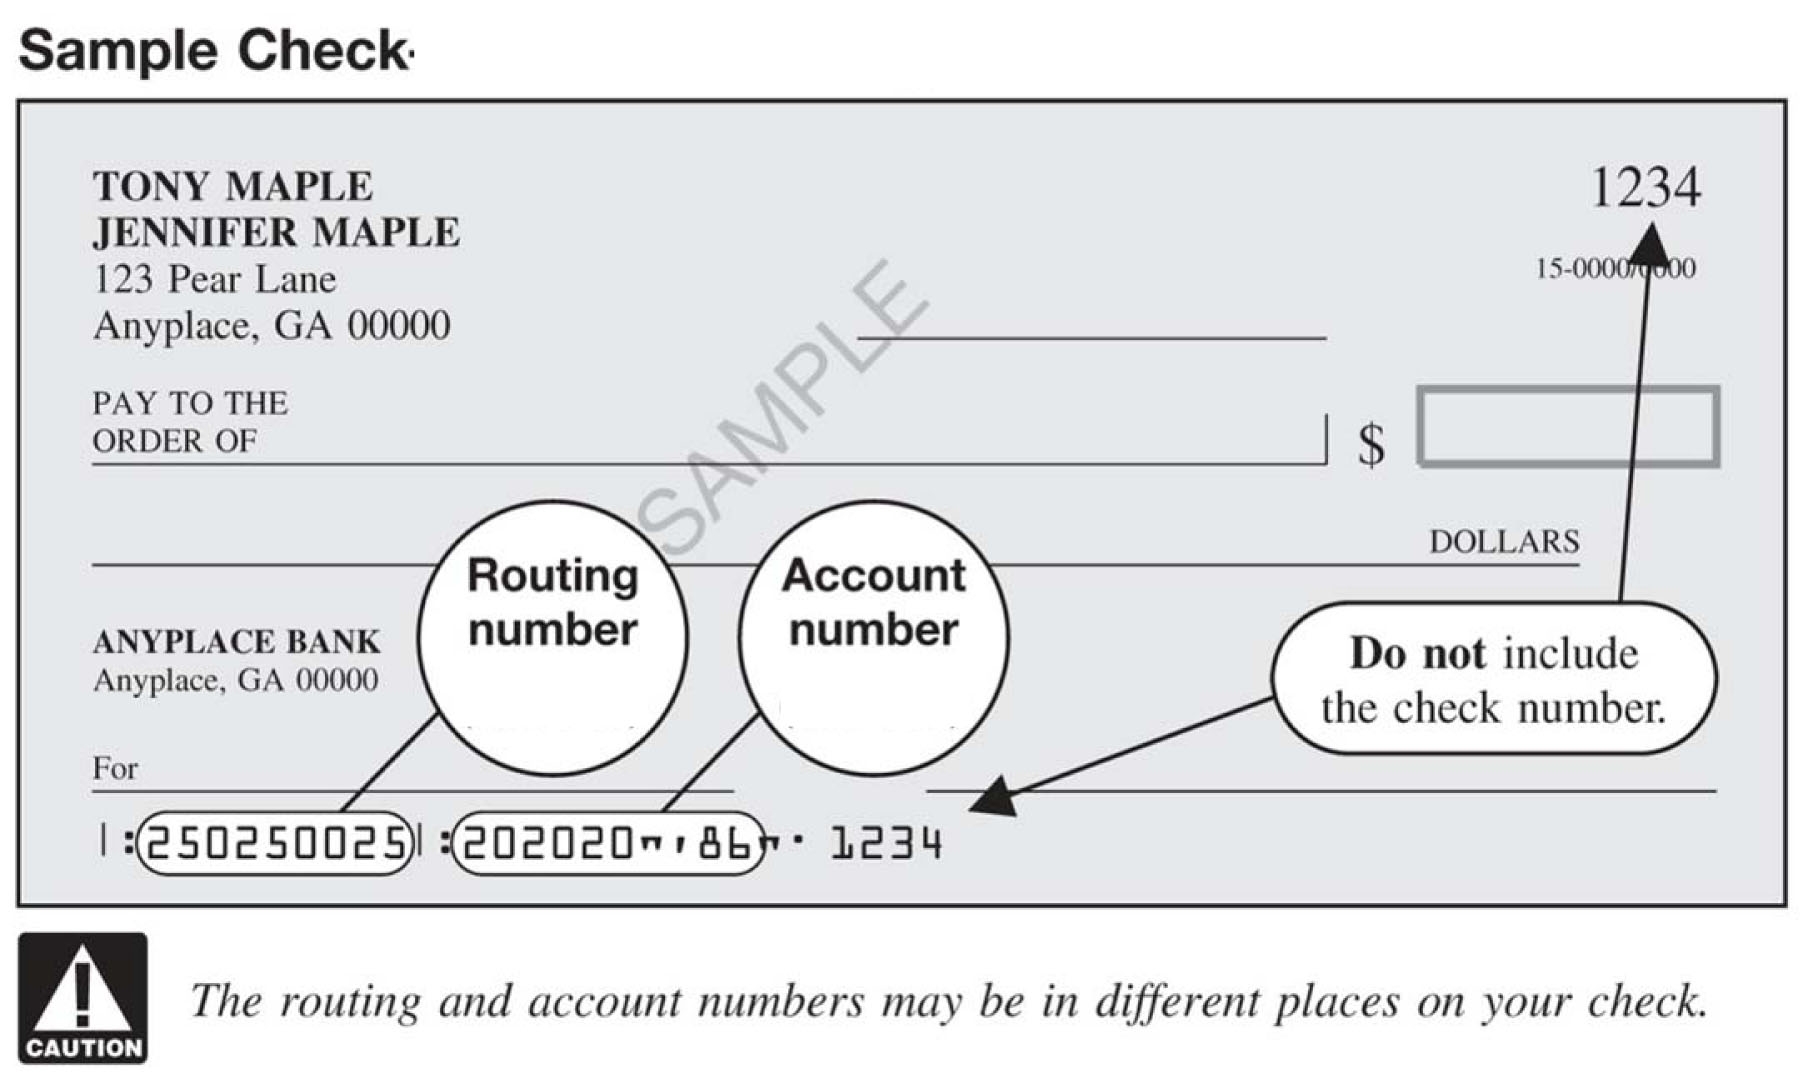 Sample Check
TONY MAPLE
JENNIFER MAPLE
123 Pear Lane
Anyplace, GA 00000
1234
15-0000/0000
SAMPLE
PAY TO THE
ORDER OF
$
DOLLARS
Routing
number
Account
number
ANYPLACE BANK
Anyplace, GA 00000
Do not include
the check number.
For
|:250250025|:202020"'86". 1234
CAUTION
The routing and account numbers may be in different places on your check.